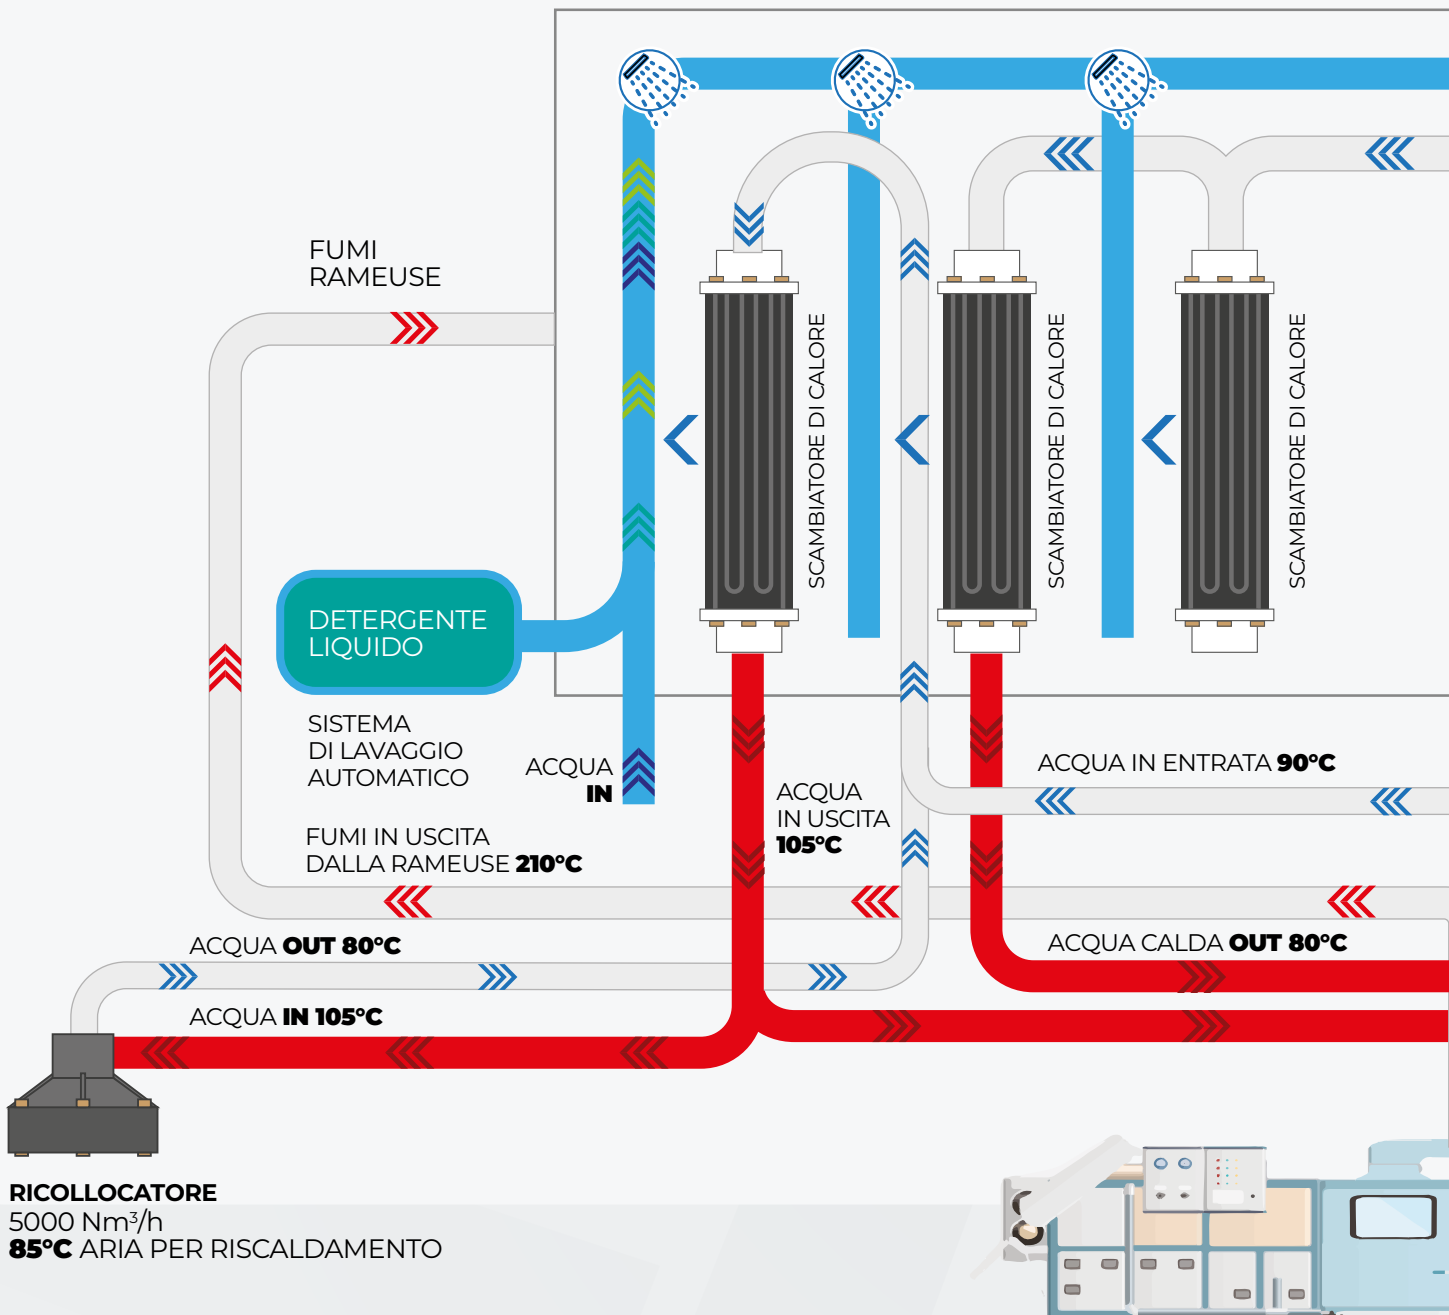 FUMI
RAMEUSE
SCAMBIATORE DI CALORE
SCAMBIATORE DI CALORE
SCAMBIATORE DI CALORE
DETERGENTE
LIQUIDO
SISTEMA
DI LAVAGGIO
AUTOMATICO
ACQUA
IN
ACQUA IN ENTRATA 90°C
ACQUA
IN USCITA
105°C
FUMI IN USCITA
DALLA RAMEUSE 210°C
ACQUA OUT 80°C
ACQUA CALDA OUT 80°C
ACQUA IN 105°C
RICOLLOCATORE
5000 Nm³/h
85°C ARIA PER RISCALDAMENTO